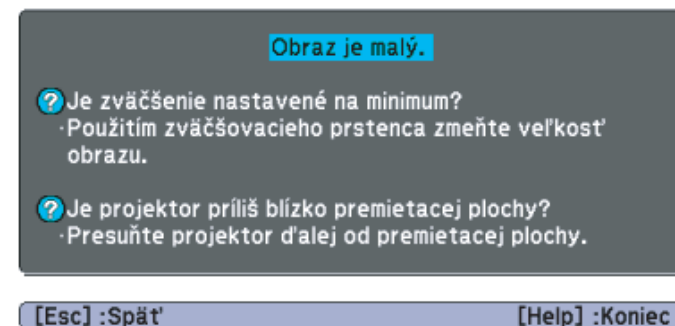 Obraz je malý.
Je zväčšenie nastavené na minimum?
·Použitím zväčšovacieho prstenca zmeňte veľkosť
obrazu.
Je projektor príliš blízko premietacej plochy?
·Presuňte projektor ďalej od premietacej plochy.
[Esc] :Späť
[Help] :Koniec